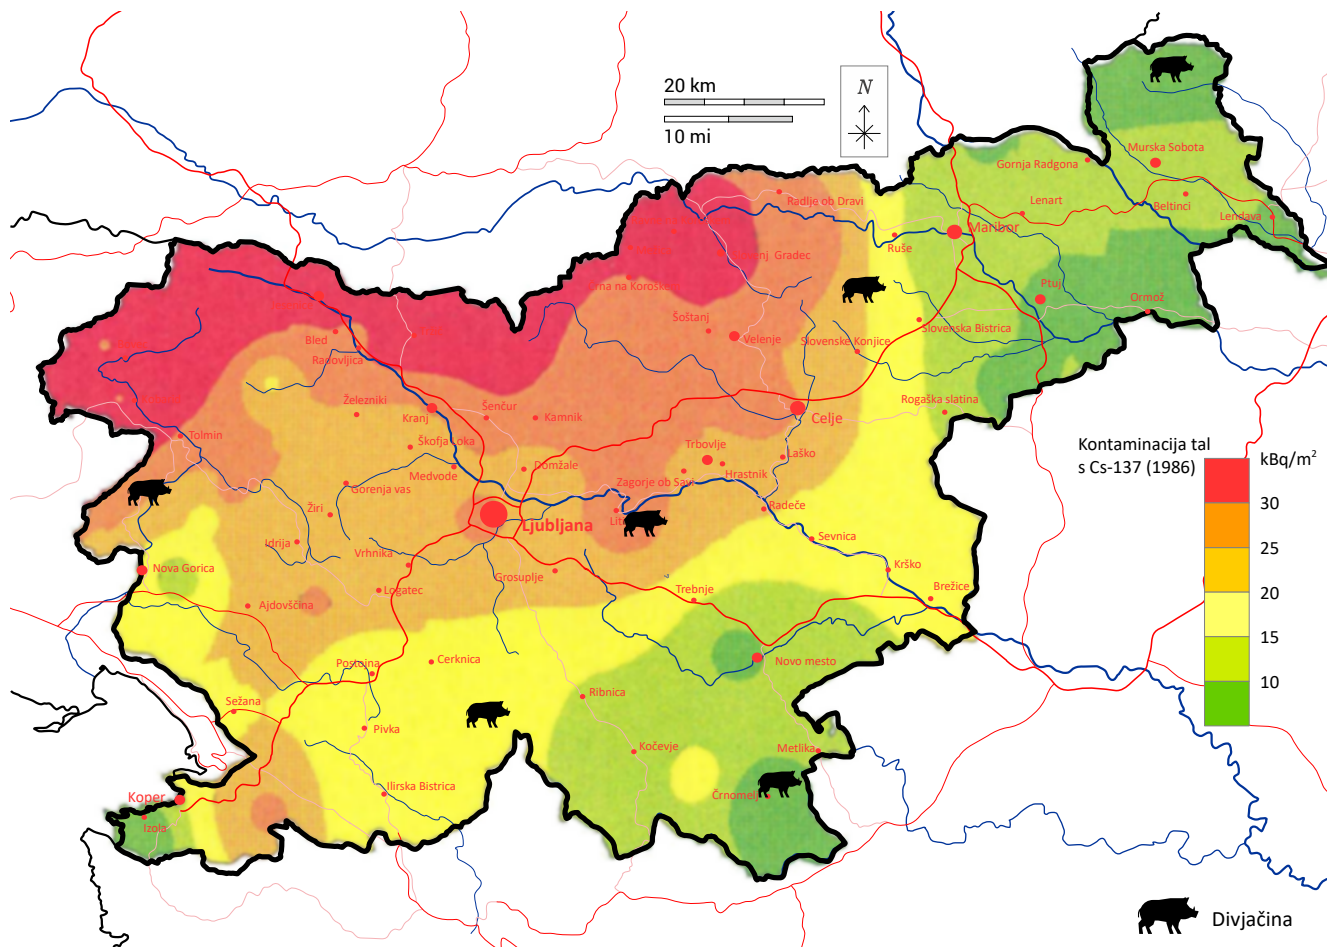 20 km
10 mi
N
Gornja Radgona
Murska Sobota
Lenart
Beltinci
Lendava
Radlje ob Dravi
Maribor
Ruše
Gradec
Ptuj
Ormož
Šoštanj
Velenje
Slovenska Bistrica
Slovenske Konjice
Bled
Radovljica
Železniki
Kranj
Šenčur
Kamnik
Celje
Rogaška slatina
Tolmin
Škofja Loka
Medvode
Domžale
Trbovlje
Hrastnik
Laško
Zagorje ob Savi
Gorenja vas
Žiri
Ljubljana
Radeče
Idrija
Vrhnika
Sevnica
Nova Gorica
Grosuplje
Krško
Ajdovščina
Logatec
Trebnje
Brežice
Postojna
Cerknica
Novo mesto
Ribnica
Sežana
Pivka
Kočevje
Metlika
Koper
Ilirska Bistrica
Črnomelj
Izola
Kontaminacija tal
s Cs-137 (1986)
kBq/m²
30
25
20
15
10
Divjačina